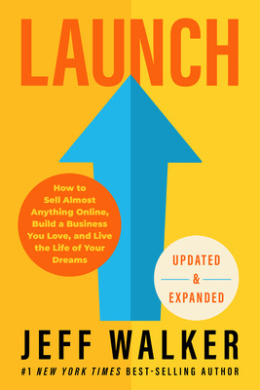 LAUNCH
How to
Sell Almost
Anything Online,
Build a Business
You Love, and Live
the Life of Your
Dreams
UPDATED
&
EXPANDED
JEFF WALKER
#1 NEW YORK TIMES BEST-SELLING AUTHOR